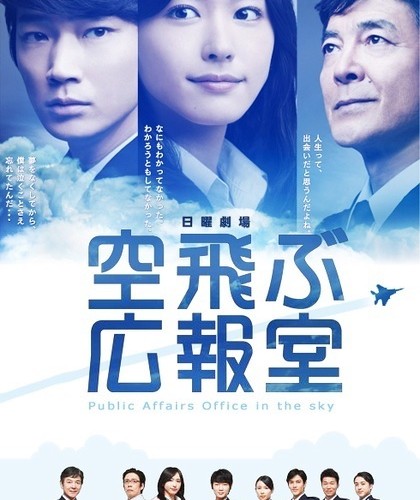 人生って、
出会いだと思うんだよね。
なにもわかってなかった。
わかろうともしてなかった。
夢をなくしてから
僕は泣くことさえ
忘れてたんだ・・・
日曜劇場
空飛ぶ
広報室
Public Affairs Office in the sky